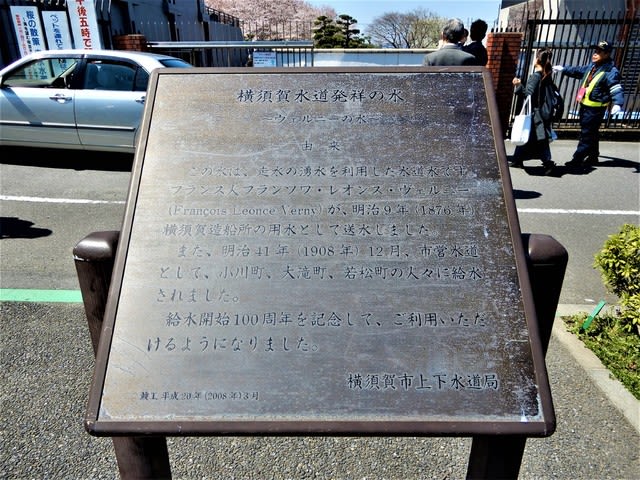 午後五時で
桜の散策
横須賀水道発祥の水
－ヴェルニーの水－
由来
この水は、走水の湧水を利用した水道水です
フランス人フランソワ・レオンス・ヴェルニー
(François Léonce Verny)が、明治9年(1876年)
横須賀造船所の用水として送水しました。
また、明治41年(1908年)12月、市営水道
として、小川町、大滝町、若松町の人々に給水
されました。
給水開始100周年を記念して、ご利用いただ
けるようになりました。
横須賀市上下水道局
竣工 平成20年(2008年)3月